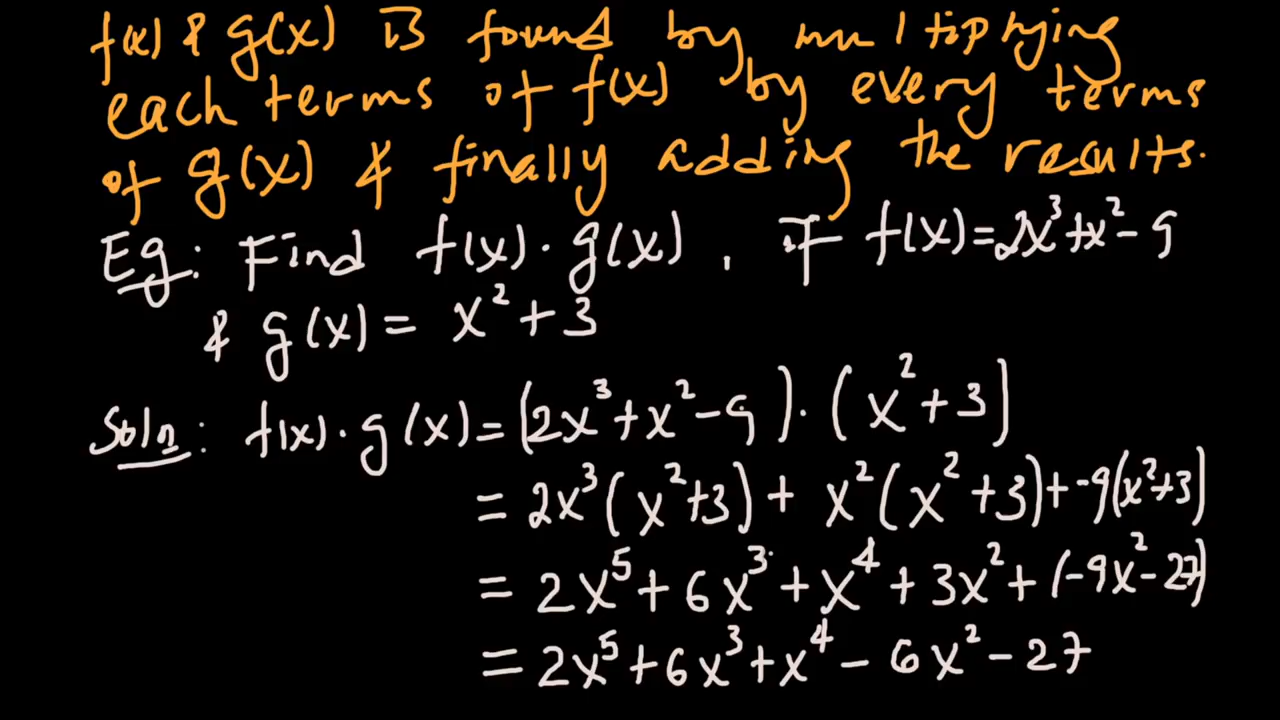 f(x) & g(x) is found by multiplying
each terms of f(x) by every terms
of g(x) & finally adding the results.
Eg: Find f(x) · g(x), if f(x) = 2x³ + x² - 9
& g(x) = x² + 3
Soln: f(x) · g(x) = (2x³ + x² - 9) · (x² + 3)
= 2x³(x² + 3) + x²(x² + 3) + -9(x² + 3)
= 2x⁵ + 6x³ + x⁴ + 3x² + (-9x² - 27)
= 2x⁵ + 6x³ + x⁴ - 6x² - 27